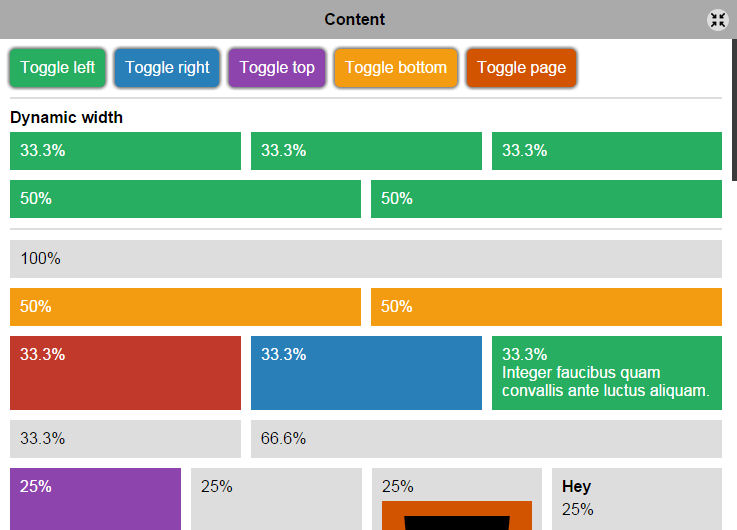 Content
Toggle left Toggle right Toggle top Toggle bottom Toggle page
Dynamic width
33.3% 33.3% 33.3%
50% 50%
100%
50% 50%
33.3% 33.3% 33.3%
Integer faucibus quam
convallis ante luctus aliquam.
33.3% 66.6%
25% 25% 25% Hey
25%